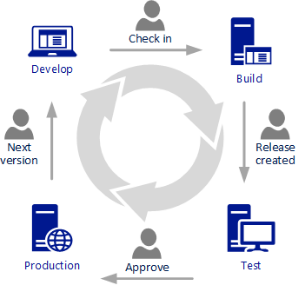 Check in
Develop
Build
Next
version
Release
created
Production
Approve
Test